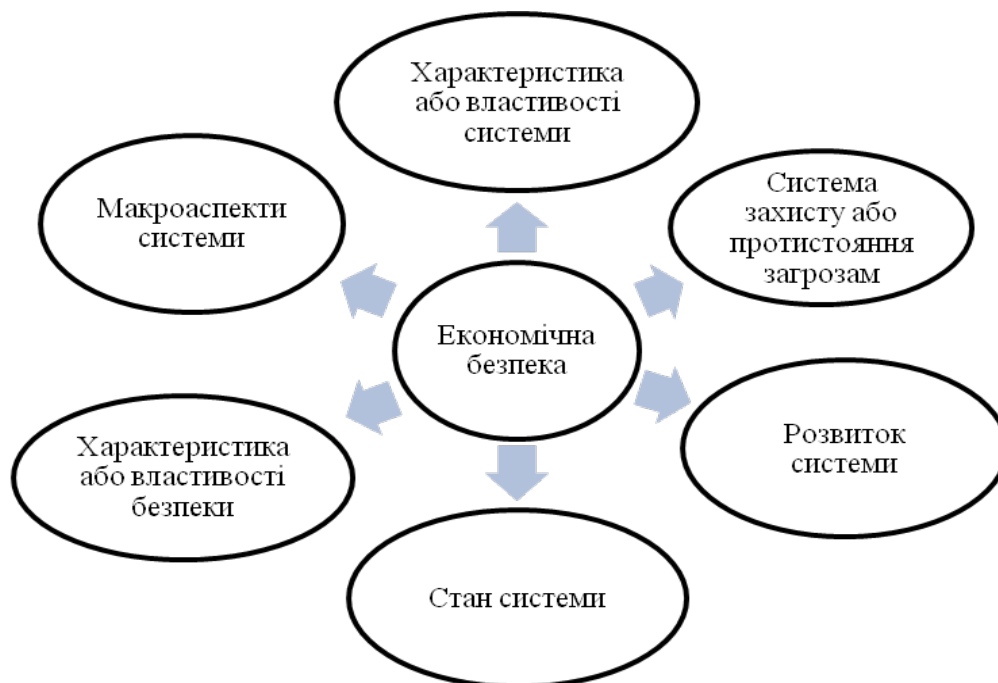 Характеристика
або властивості
системи
Макроаспекти
системи
Система
захисту або
протистояння
загрозам
Економічна
безпека
Характеристика
або властивості
безпеки
Розвиток
системи
Стан системи